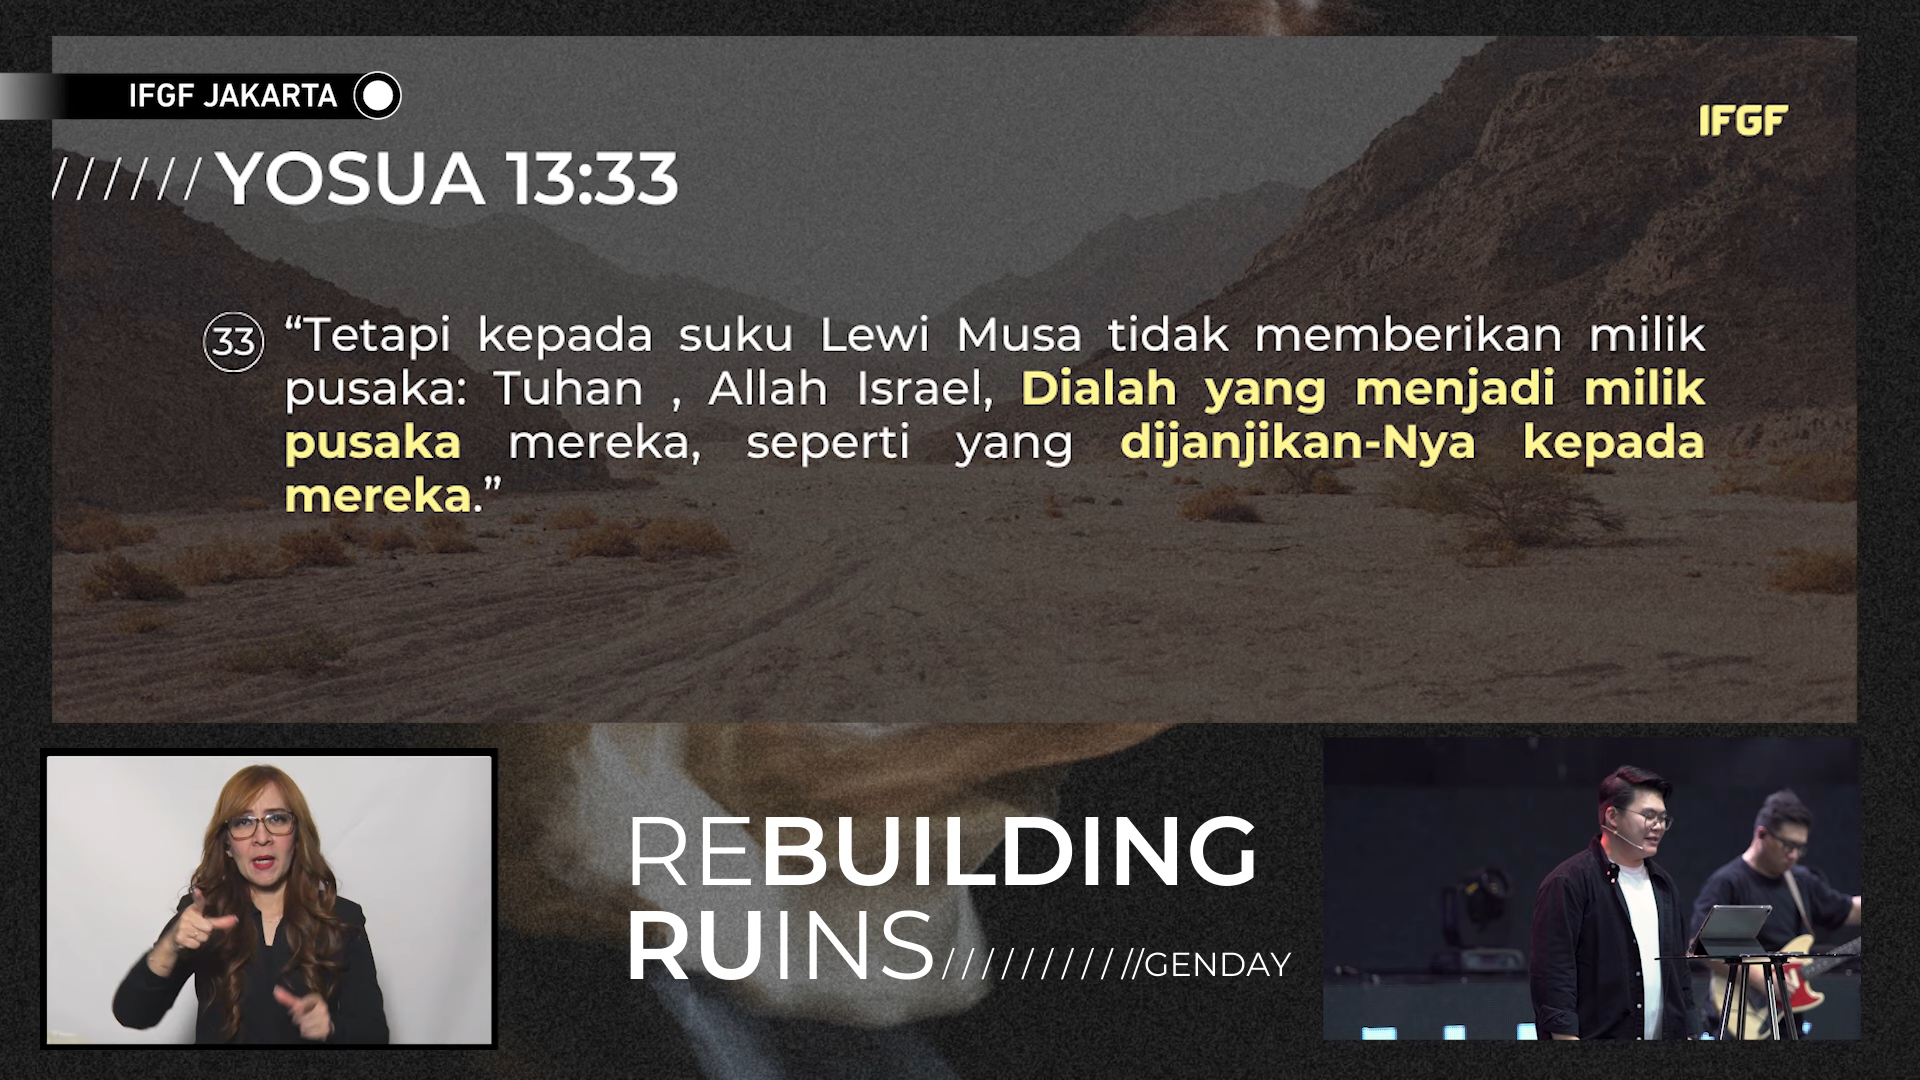 IFGF JAKARTA
IFGF
//////YOSUA 13:33
33 “Tetapi kepada suku Lewi Musa tidak memberikan milik
pusaka: Tuhan , Allah Israel, Dialah yang menjadi milik
pusaka mereka, seperti yang dijanjikan-Nya kepada
mereka.”
REBUILDING
RUINS///////////GENDAY